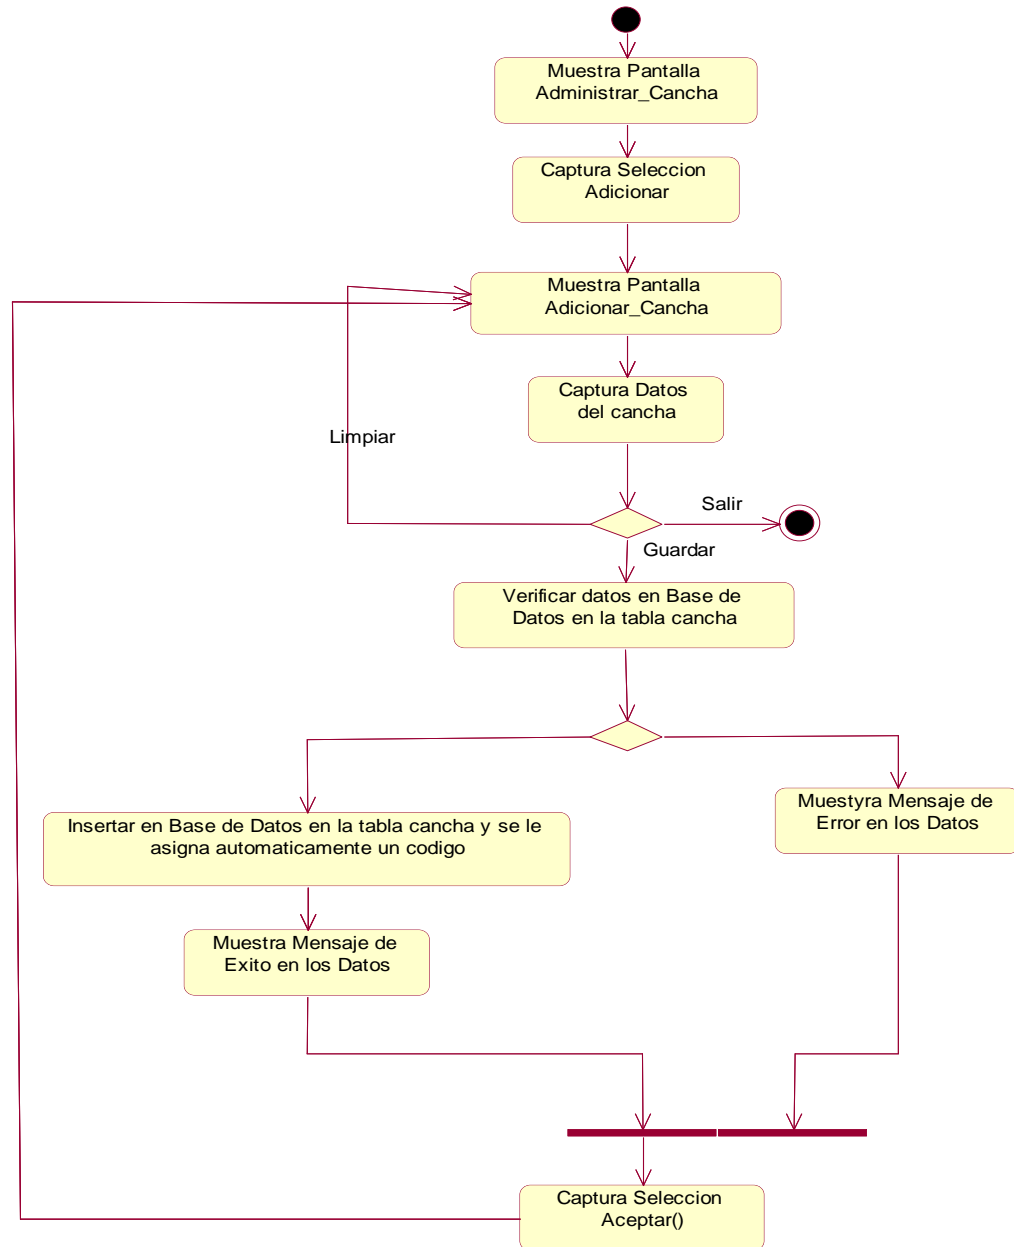 Muestra Pantalla
Administrar_Cancha
Captura Seleccion
Adicionar
Muestra Pantalla
Adicionar_Cancha
Captura Datos
del cancha
Limpiar
Salir
Guardar
Verificar datos en Base de
Datos en la tabla cancha
Insertar en Base de Datos en la tabla cancha y se le
asigna automaticamente un codigo
Muestyra Mensaje de
Error en los Datos
Muestra Mensaje de
Exito en los Datos
Captura Seleccion
Aceptar()